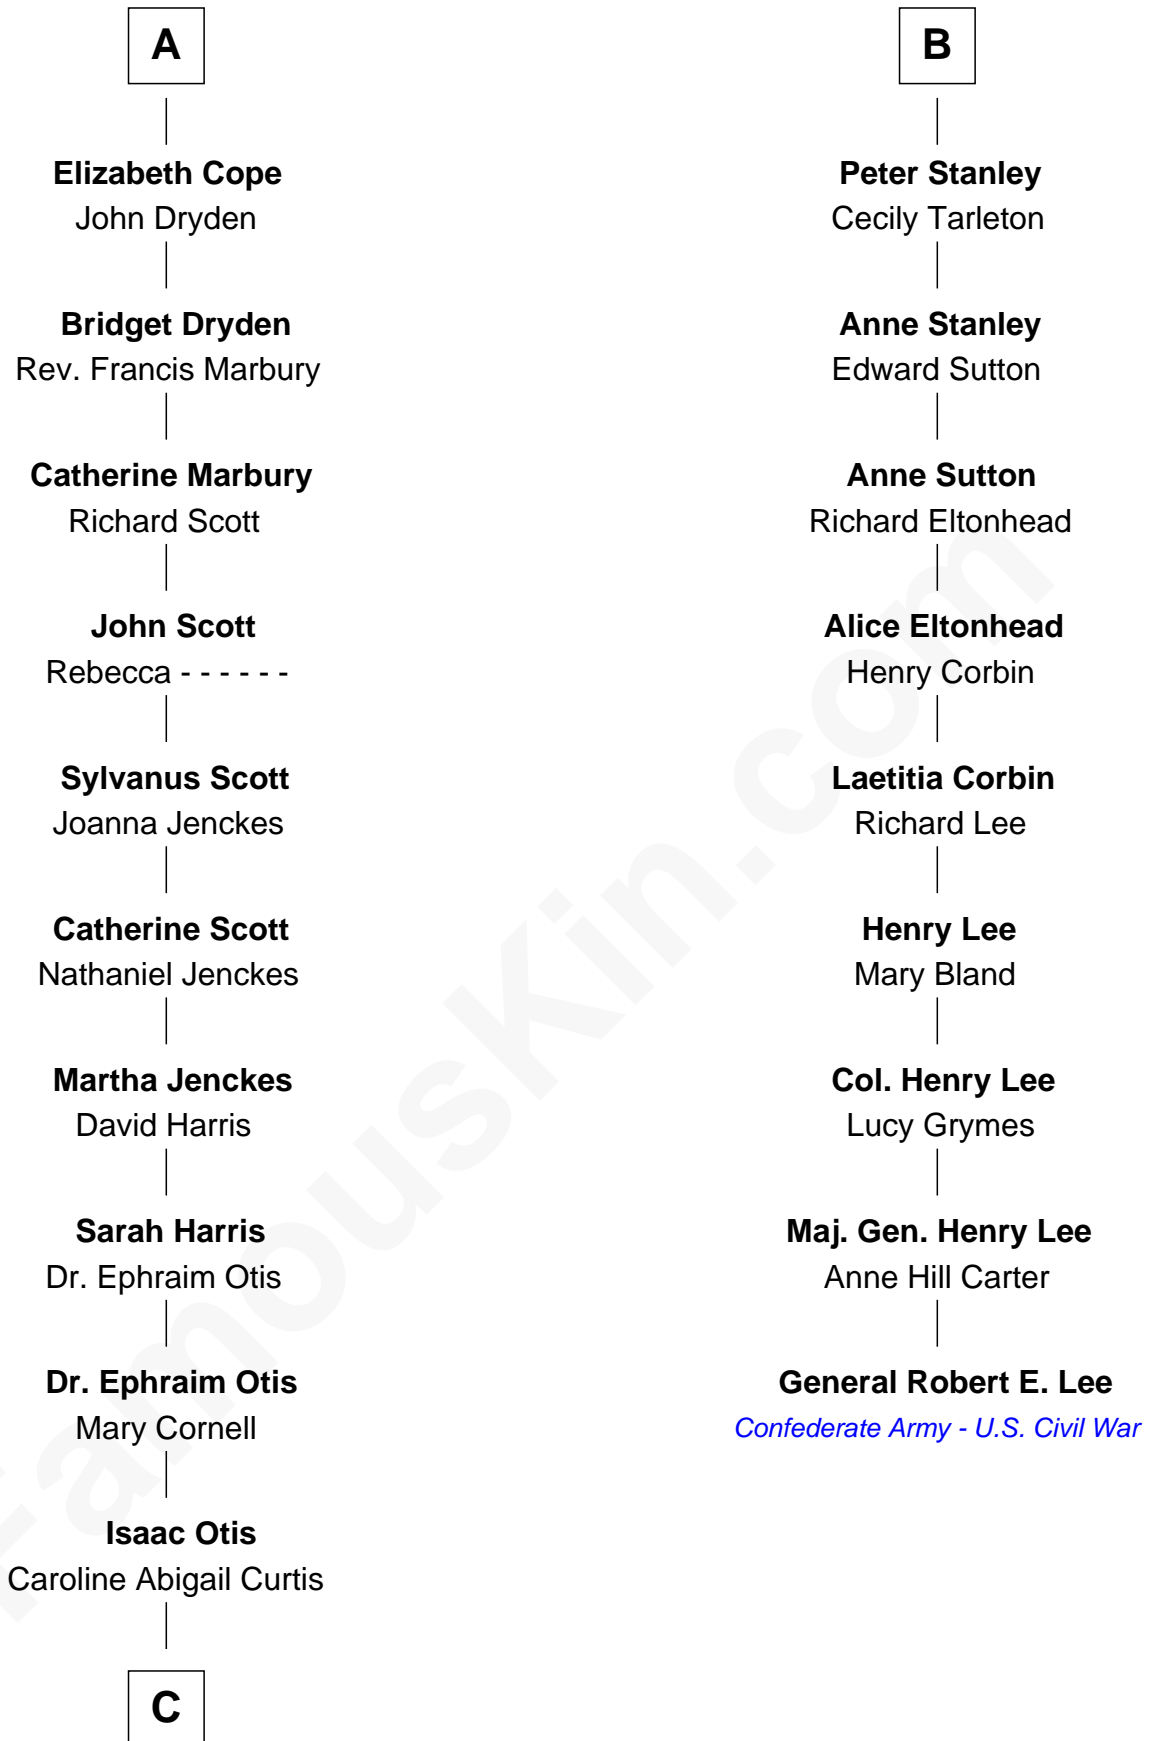 A
Elizabeth Cope
John Dryden
Bridget Dryden
Rev. Francis Marbury
Catherine Marbury
Richard Scott
John Scott
Rebecca - - - - - -
Sylvanus Scott
Joanna Jenckes
Catherine Scott
Nathaniel Jenckes
Martha Jenckes
David Harris
Sarah Harris
Dr. Ephraim Otis
Dr. Ephraim Otis
Mary Cornell
Isaac Otis
Caroline Abigail Curtis
C
B
Peter Stanley
Cecily Tarleton
Anne Stanley
Edward Sutton
Anne Sutton
Richard Eltonhead
Alice Eltonhead
Henry Corbin
Laetitia Corbin
Richard Lee
Henry Lee
Mary Bland
Col. Henry Lee
Lucy Grymes
Maj. Gen. Henry Lee
Anne Hill Carter
General Robert E. Lee
Confederate Army - U.S. Civil War
FamousKin.com